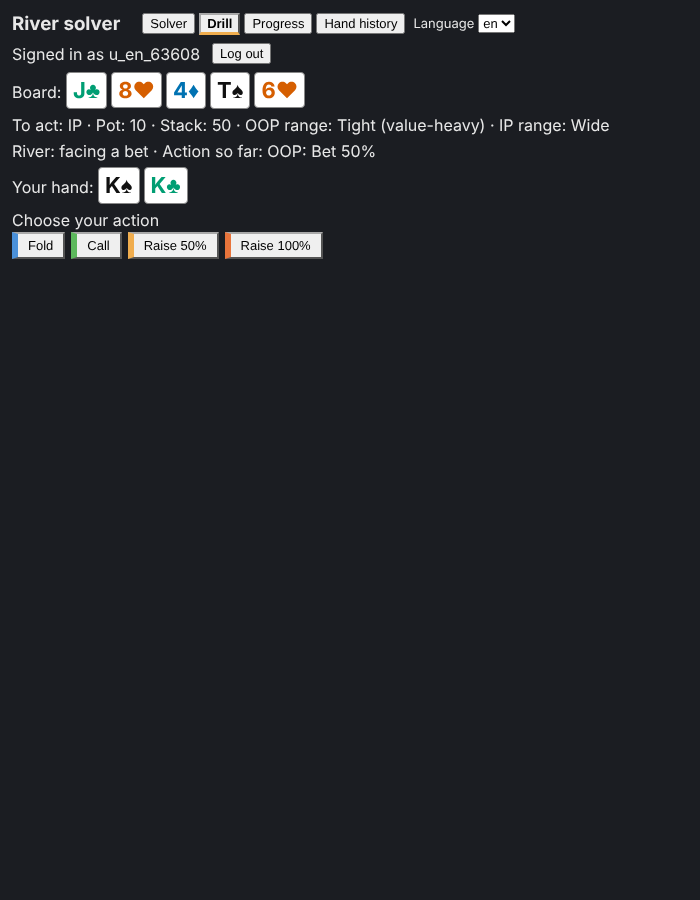 River solver Solver Drill Progress Hand history Language en
Signed in as u_en_63608 Log out
Board: J♣ 8♥ 4♦ T♠ 6♥
To act: IP · Pot: 10 · Stack: 50 · OOP range: Tight (value-heavy) · IP range: Wide
River: facing a bet · Action so far: OOP: Bet 50%
Your hand: K♠ K♣
Choose your action
Fold Call Raise 50% Raise 100%